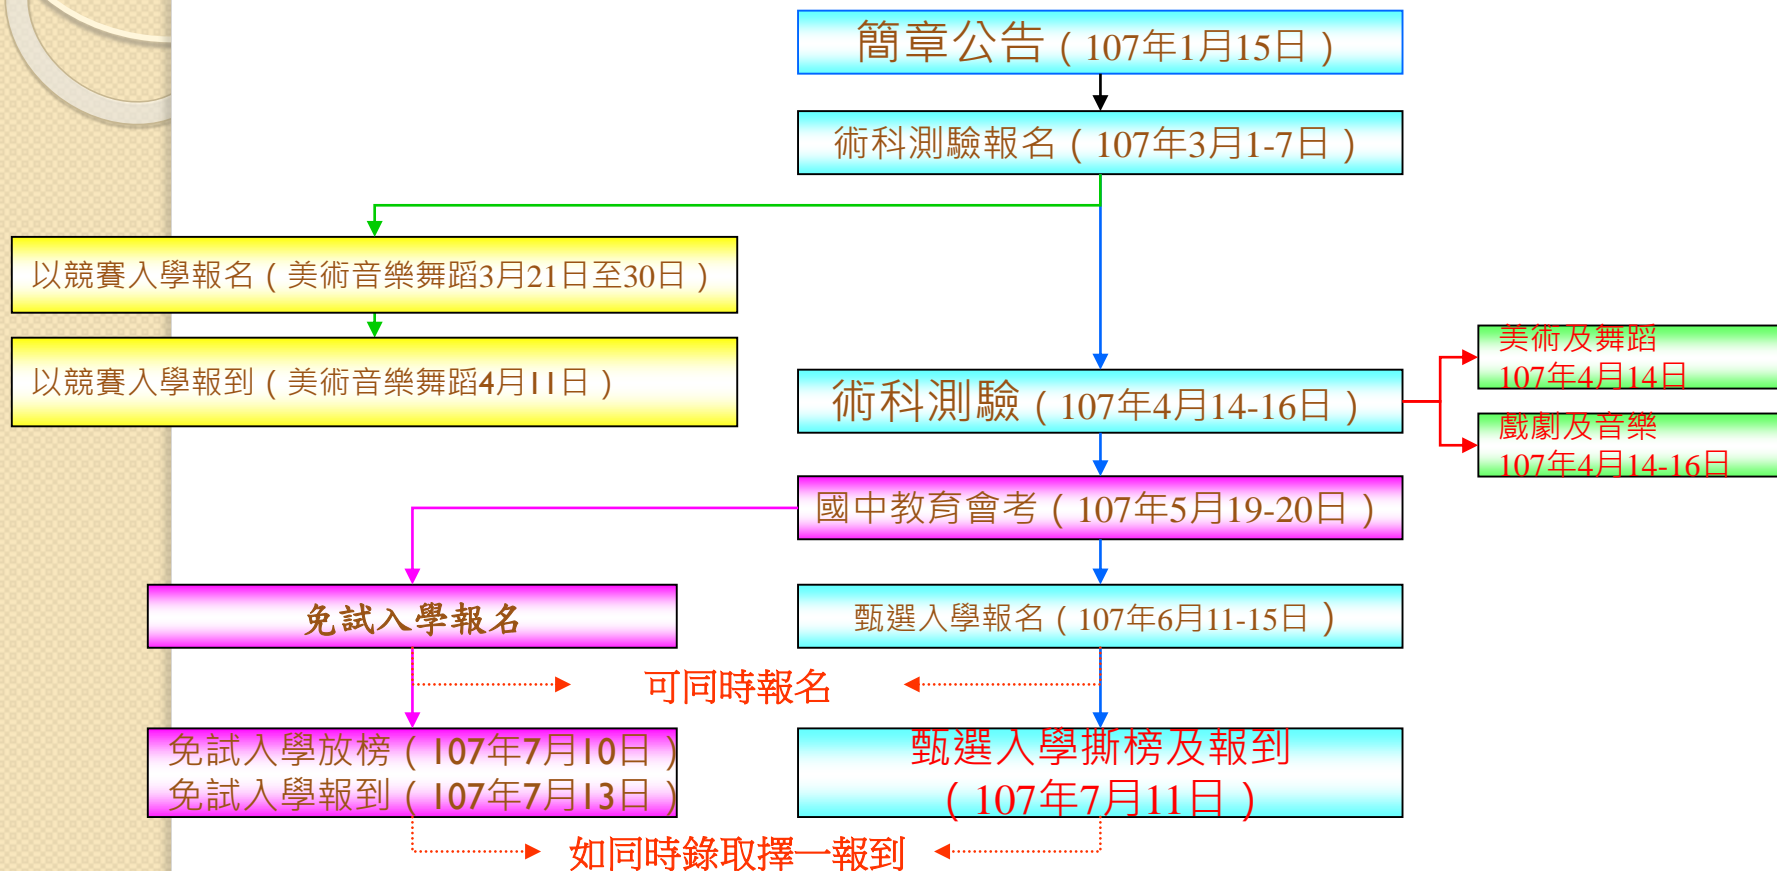 簡章公告（107年1月15日）
術科測驗報名（107年3月1-7日）
以競賽入學報名（美術音樂舞蹈3月21日至30日）
以競賽入學報到（美術音樂舞蹈4月11日）
術科測驗（107年4月14-16日）
美術及舞蹈
107年4月14日
戲劇及音樂
107年4月14-16日
國中教育會考（107年5月19-20日）
免試入學報名
甄選入學報名（107年6月11-15日）
可同時報名
免試入學放榜（107年7月10日）
免試入學報到（107年7月13日）
甄選入學撕榜及報到
（107年7月11日）
如同時錄取擇一報到